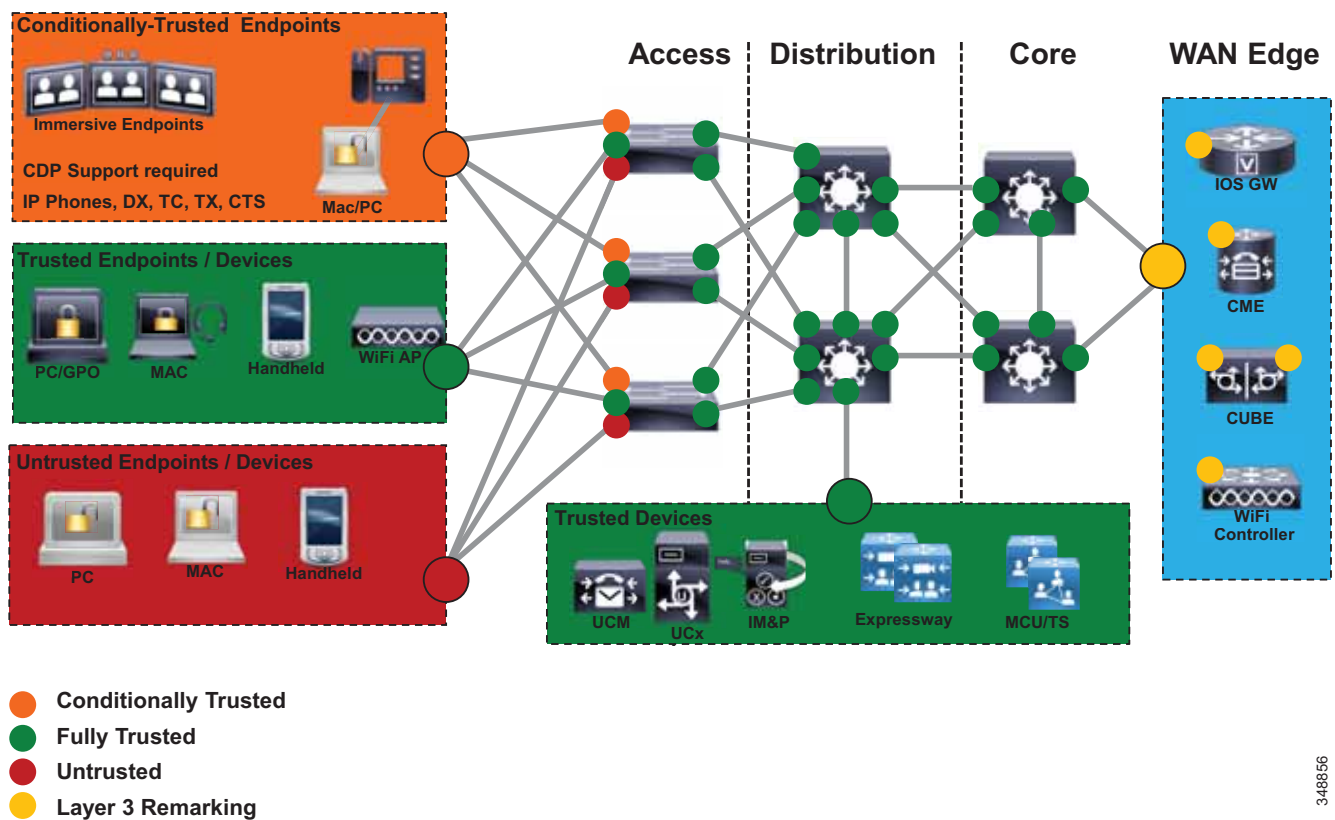 Conditionally-Trusted Endpoints
Immersive Endpoints
CDP Support required
IP Phones, DX, TC, TX, CTS
Mac/PC
Trusted Endpoints / Devices
PC/GPO
MAC
Handheld
WiFi AP
Untrusted Endpoints / Devices
PC
MAC
Handheld
Access
Distribution
Core
WAN Edge
V
IOS GW
CME
CUBE
WiFi
Controller
Trusted Devices
UCM
UCx
IM&P
Expressway
MCU/TS
Conditionally Trusted
Fully Trusted
Untrusted
Layer 3 Remarking
348856